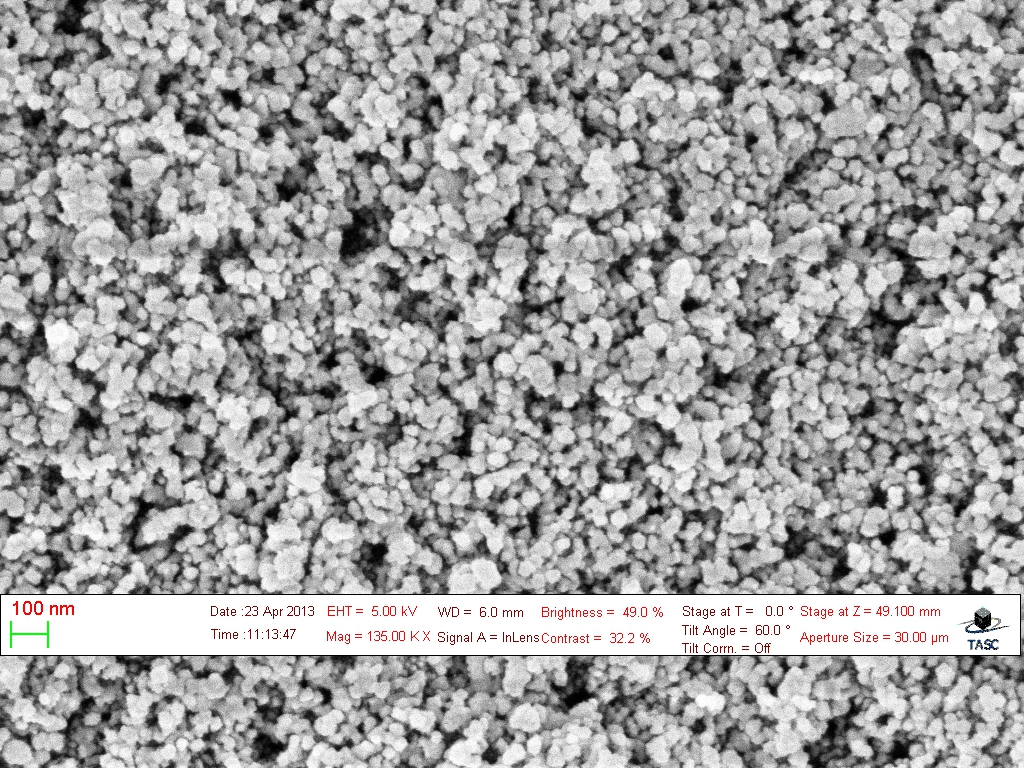 100 nm
Date :23 Apr 2013 EHT = 5.00 kV WD = 6.0 mm Brightness = 49.0 % Stage at T = 0.0 ° Stage at Z = 49.100 mm
Time :11:13:47 Mag = 135.00 K X Signal A = InLens Contrast = 32.2 % Tilt Angle = 60.0 ° Aperture Size = 30.00 µm
Tilt Corrn. = Off
TASC